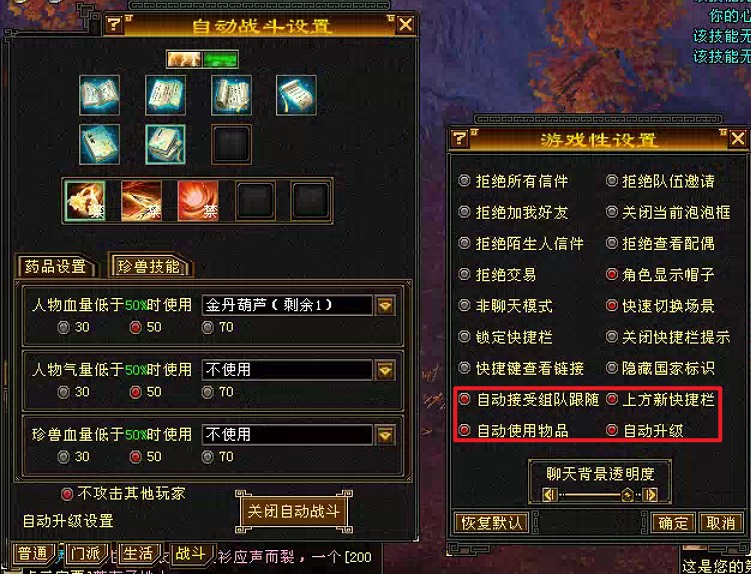 你的心
该技能无
该技能无
自动战斗设置
禁
禁
禁
药品设置
珍兽技能
人物血量低于50%时使用 金丹葫芦(剩余1)
30 50 70
人物气量低于50%时使用 不使用
30 50 70
珍兽血量低于50%时使用 不使用
30 50 70
不攻击其他玩家
自动升级设置
关闭自动战斗
普通 门派 生活 战斗
衫应声而裂,一个[200
游戏性设置
拒绝所有信件 拒绝队伍邀请
拒绝加我好友 关闭当前泡泡框
拒绝陌生人信件 拒绝查看配偶
拒绝交易 角色显示帽子
非聊天模式 快速切换场景
锁定快捷栏 关闭快捷栏提示
快捷键查看链接 隐藏国家标识
自动接受组队跟随 上方新快捷栏
自动使用物品 自动升级
聊天背景透明度
恢复默认 确定 取消
这是您的第